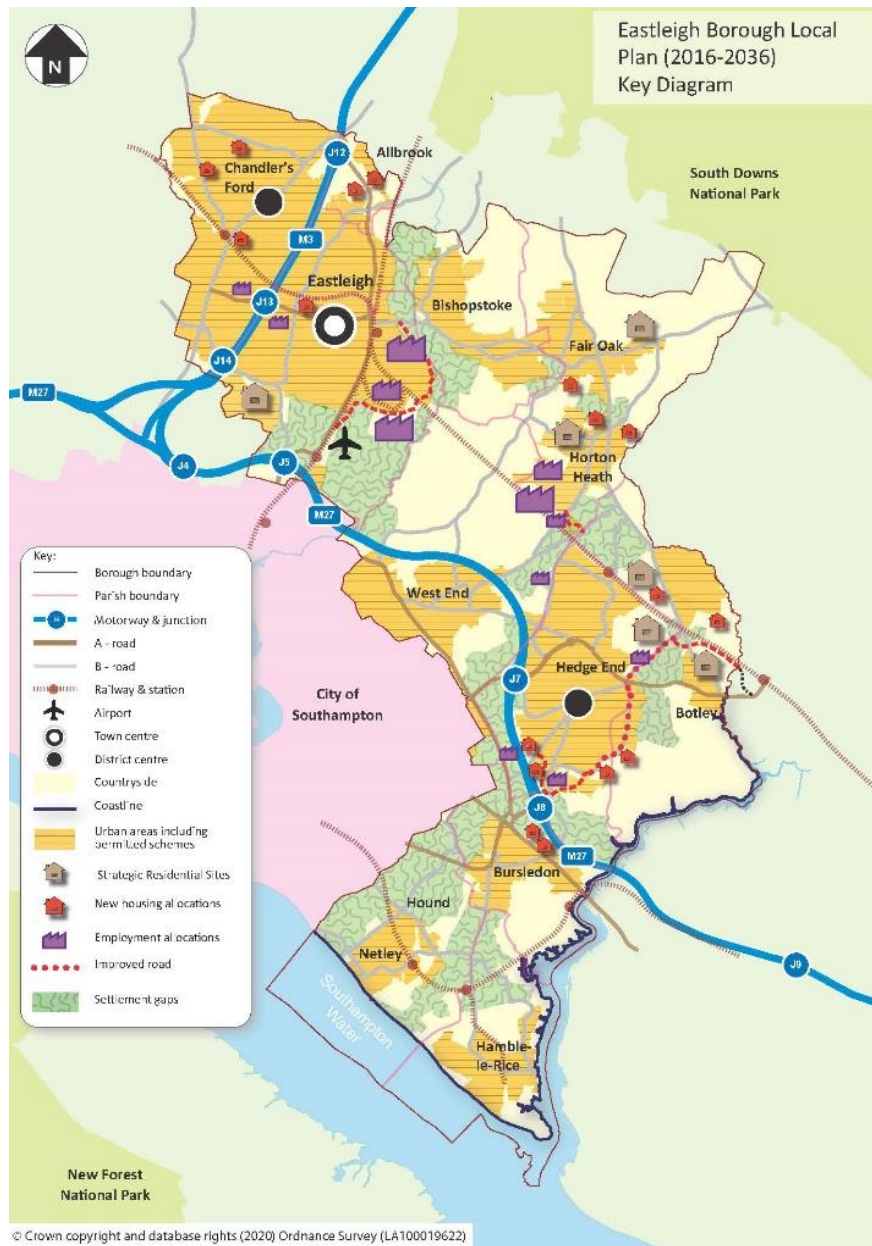 Eastleigh Borough Local
Plan (2016-2036)
Key Diagram
N
J12
Allbrook
Chandler's
Ford
South Downs
National Park
M3
Eastleigh
Bishopstoke
J13
Fair Oak
J14
M27
J4
J5
Horton
Heath
M27
West End
Hedge End
J7
City of
Southampton
Botley
J8
M27
Bursledon
Hound
Netley
J9
Southampton
Water
Hamble-
le-Rice
New Forest
National Park
Key:
Borough boundary
Parish boundary
Motorway & junction
A - road
B - road
Railway & station
Airport
Town centre
District centre
Countryside
Coastline
Urban areas including
permitted schemes
Strategic Residential Sites
New housing allocations
Employment allocations
Improved road
Settlement gaps
© Crown copyright and database rights (2020) Ordnance Survey (LA100019622)